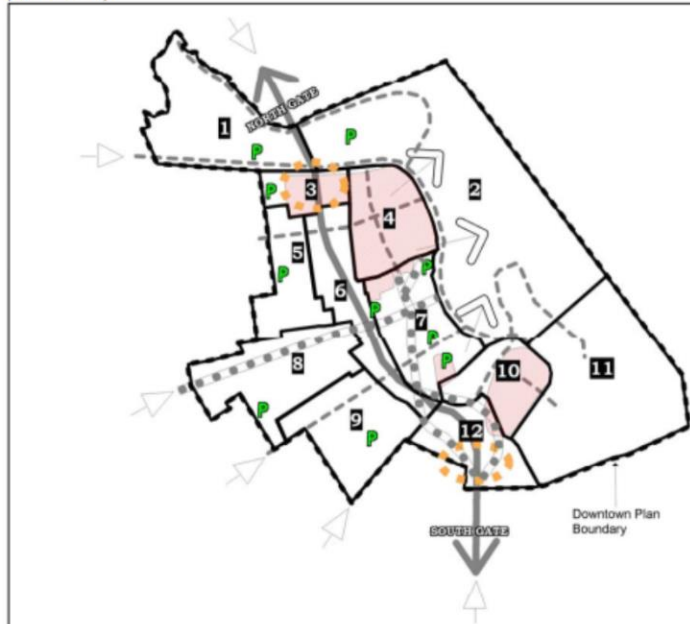 NORTH GATE
1
P
P
2
P
3
4
5
P
P
6
P
7
P
8
P
10
11
P
9
P
12
SOUTH GATE
Downtown Plan
Boundary